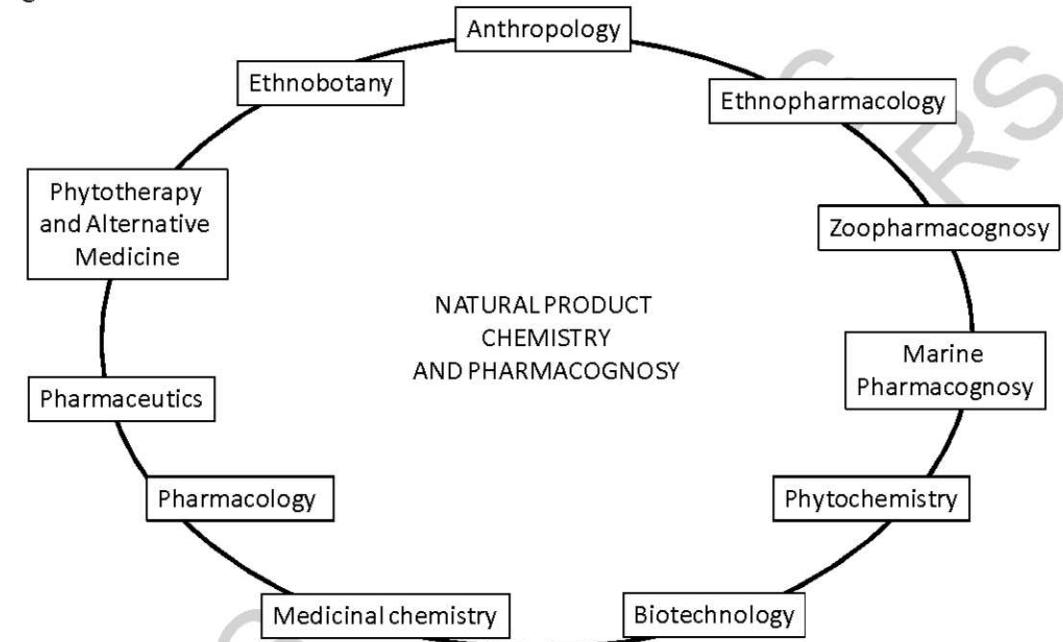 Anthropology
Ethnobotany
Ethnopharmacology
Phytotherapy
and Alternative
Medicine
Zoopharmacognosy
NATURAL PRODUCT
CHEMISTRY
AND PHARMACOGNOSY
Marine
Pharmacognosy
Pharmaceutics
Pharmacology
Phytochemistry
Medicinal chemistry
Biotechnology